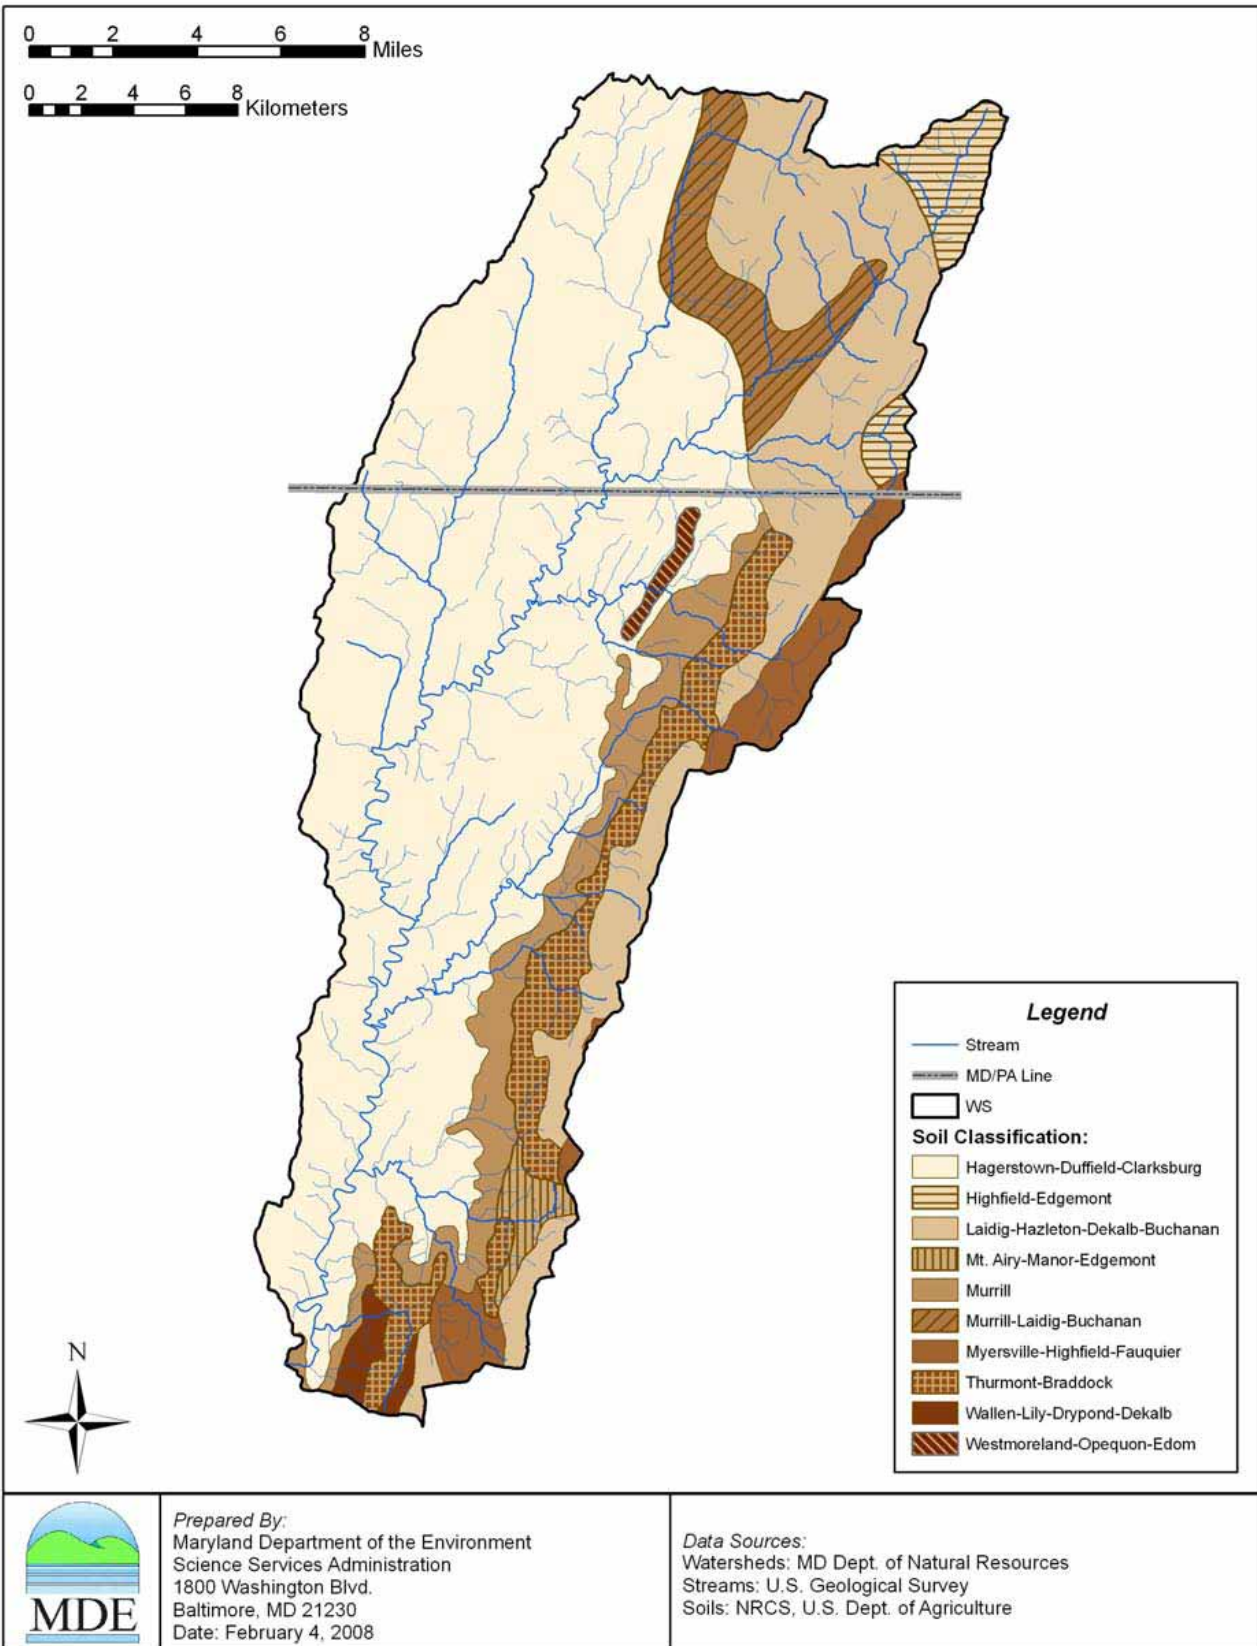 0 2 4 6 8 Miles
0 2 4 6 8 Kilometers
Legend
Stream
MD/PA Line
WS
Soil Classification:
Hagerstown-Duffield-Clarksburg
Highfield-Edgemont
Laidig-Hazleton-Dekalb-Buchanan
Mt. Airy-Manor-Edgemont
Murrill
Murrill-Laidig-Buchanan
Myersville-Highfield-Fauquier
Thurmont-Braddock
Wallen-Lily-Drypond-Dekalb
Westmoreland-Opequon-Edom
N
MDE
Prepared By:
Maryland Department of the Environment
Science Services Administration
1800 Washington Blvd.
Baltimore, MD 21230
Date: February 4, 2008
Data Sources:
Watersheds: MD Dept. of Natural Resources
Streams: U.S. Geological Survey
Soils: NRCS, U.S. Dept. of Agriculture